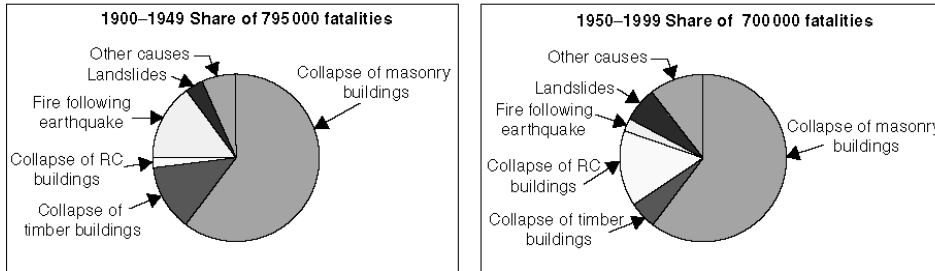 1900–1949 Share of 795 000 fatalities
Other causes
Landslides
Fire following
earthquake
Collapse of RC
buildings
Collapse of
timber buildings
Collapse of masonry
buildings
1950–1999 Share of 700 000 fatalities
Other causes
Landslides
Fire following
earthquake
Collapse of RC
buildings
Collapse of timber
buildings
Collapse of masonry
buildings